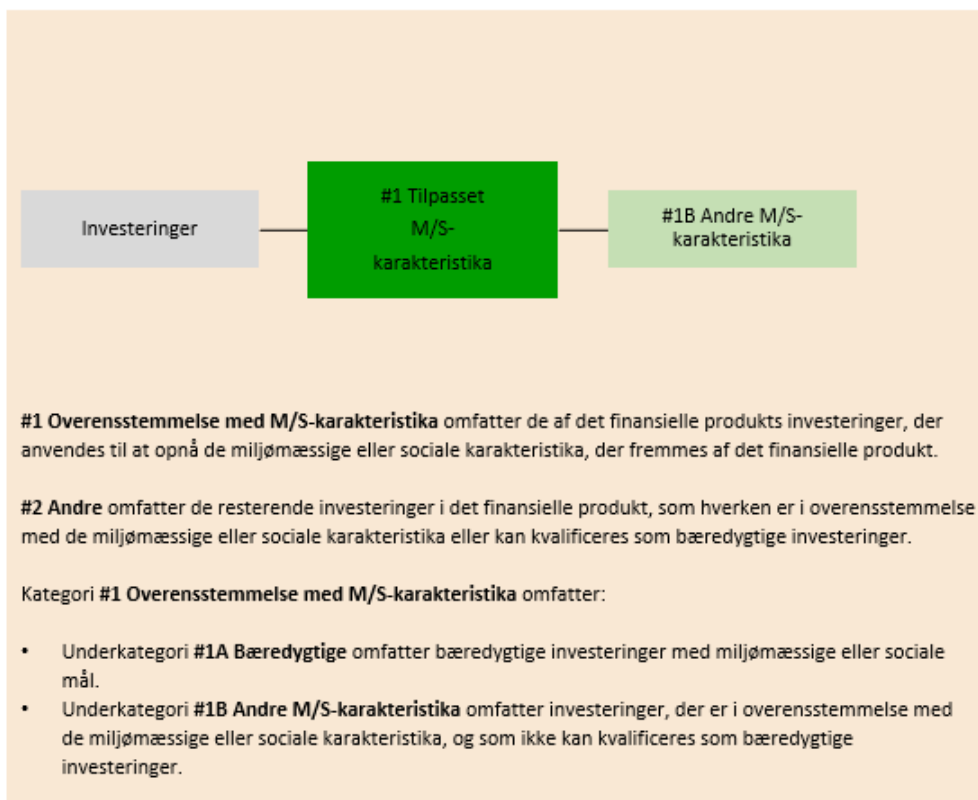 Investeringer
#1 Tilpasset
M/S-
karakteristika
#1B Andre M/S-
karakteristika
#1 Overensstemmelse med M/S-karakteristika omfatter de af det finansielle produkts investeringer, der
anvendes til at opnå de miljømæssige eller sociale karakteristika, der fremmes af det finansielle produkt.
#2 Andre omfatter de resterende investeringer i det finansielle produkt, som hverken er i overensstemmelse
med de miljømæssige eller sociale karakteristika eller kan kvalificeres som bæredygtige investeringer.
Kategori #1 Overensstemmelse med M/S-karakteristika omfatter:
• Underkategori #1A Bæredygtige omfatter bæredygtige investeringer med miljømæssige eller sociale
mål.
• Underkategori #1B Andre M/S-karakteristika omfatter investeringer, der er i overensstemmelse med
de miljømæssige eller sociale karakteristika, og som ikke kan kvalificeres som bæredygtige
investeringer.